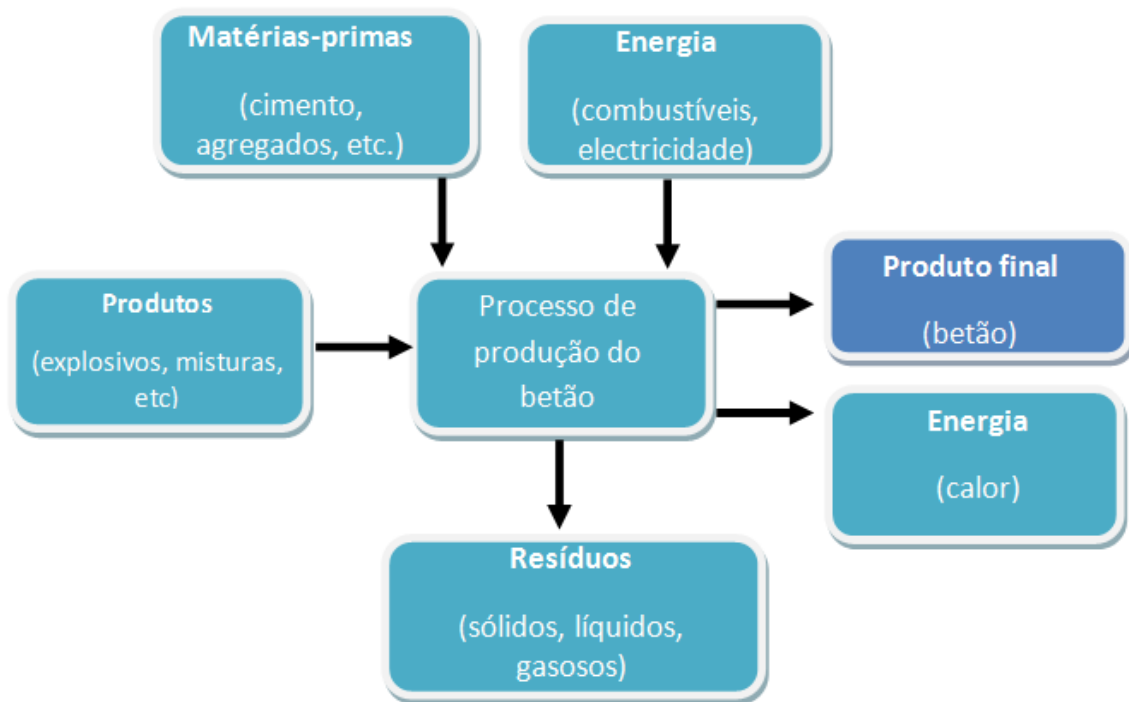 Matérias-primas
(cimento,
agregados, etc.)
Energia
(combustíveis,
electricidade)
Produtos
(explosivos, misturas,
etc)
Processo de
produção do
betão
Produto final
(betão)
Energia
(calor)
Resíduos
(sólidos, líquidos,
gasosos)